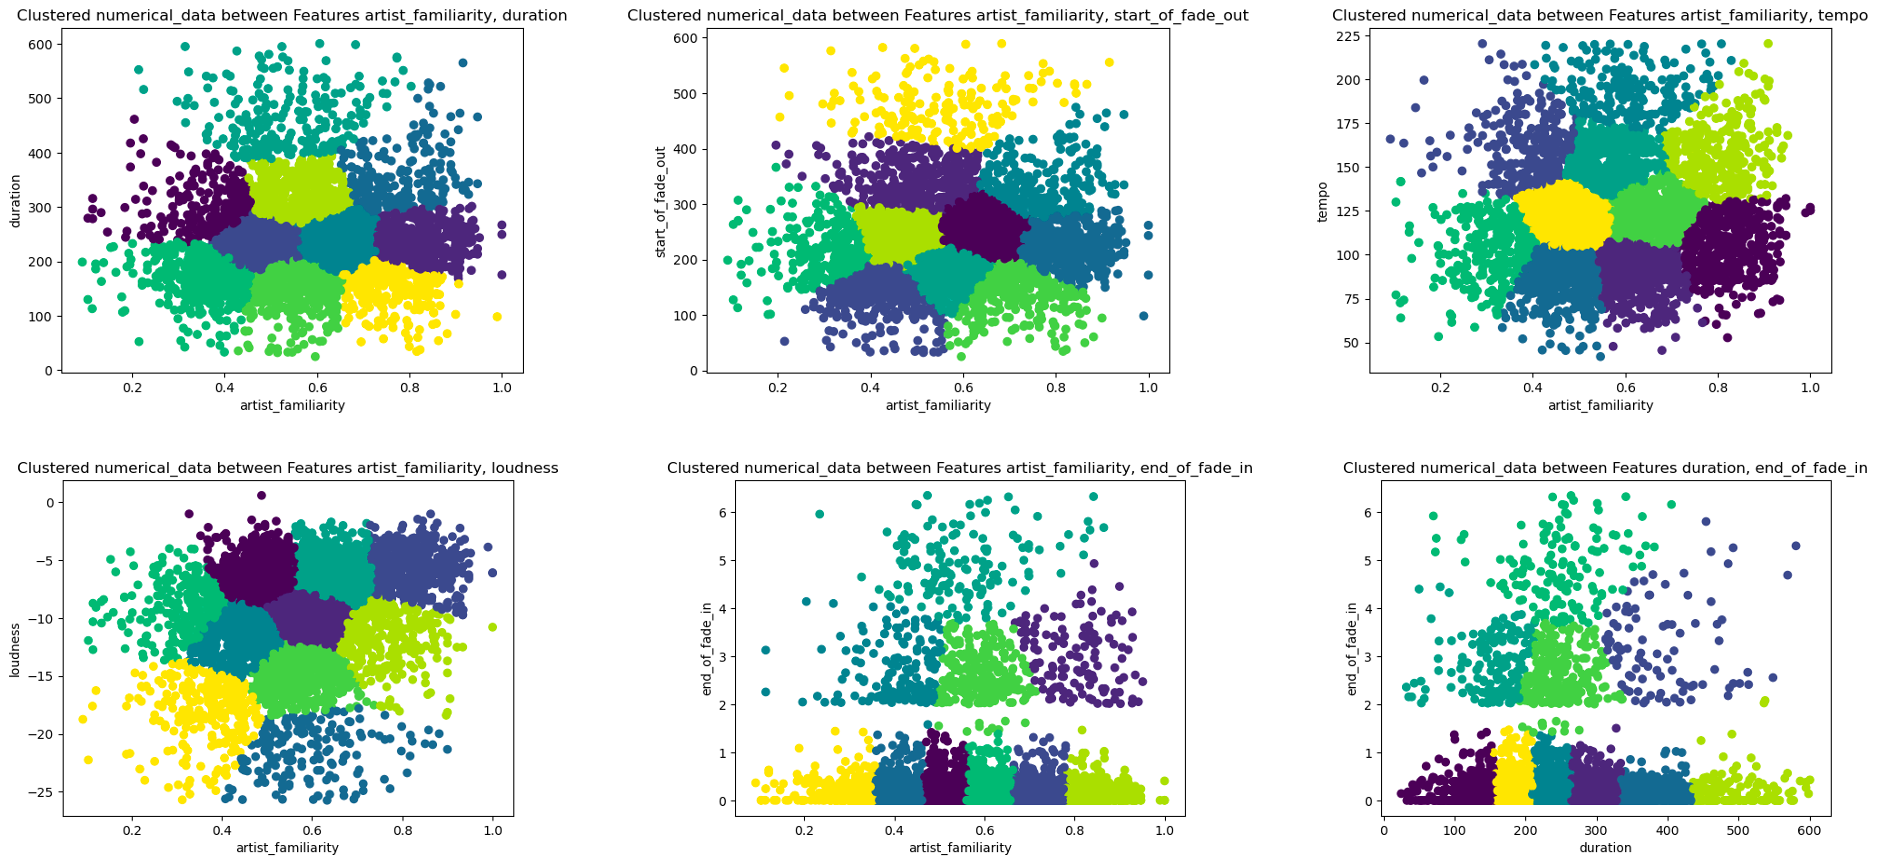 Clustered numerical_data between Features artist_familiarity, duration
600
500
400
300
200
100
0
duration
0.2 0.4 0.6 0.8 1.0
artist_familiarity
Clustered numerical_data between Features artist_familiarity, start_of_fade_out
600
500
400
300
200
100
0
start_of_fade_out
0.2 0.4 0.6 0.8 1.0
artist_familiarity
Clustered numerical_data between Features artist_familiarity, tempo
225
200
175
150
125
100
75
50
tempo
0.2 0.4 0.6 0.8 1.0
artist_familiarity
Clustered numerical_data between Features artist_familiarity, loudness
0
−5
−10
−15
−20
−25
loudness
0.2 0.4 0.6 0.8 1.0
artist_familiarity
Clustered numerical_data between Features artist_familiarity, end_of_fade_in
6
5
4
3
2
1
0
end_of_fade_in
0.2 0.4 0.6 0.8 1.0
artist_familiarity
Clustered numerical_data between Features duration, end_of_fade_in
6
5
4
3
2
1
0
end_of_fade_in
0 100 200 300 400 500 600
duration